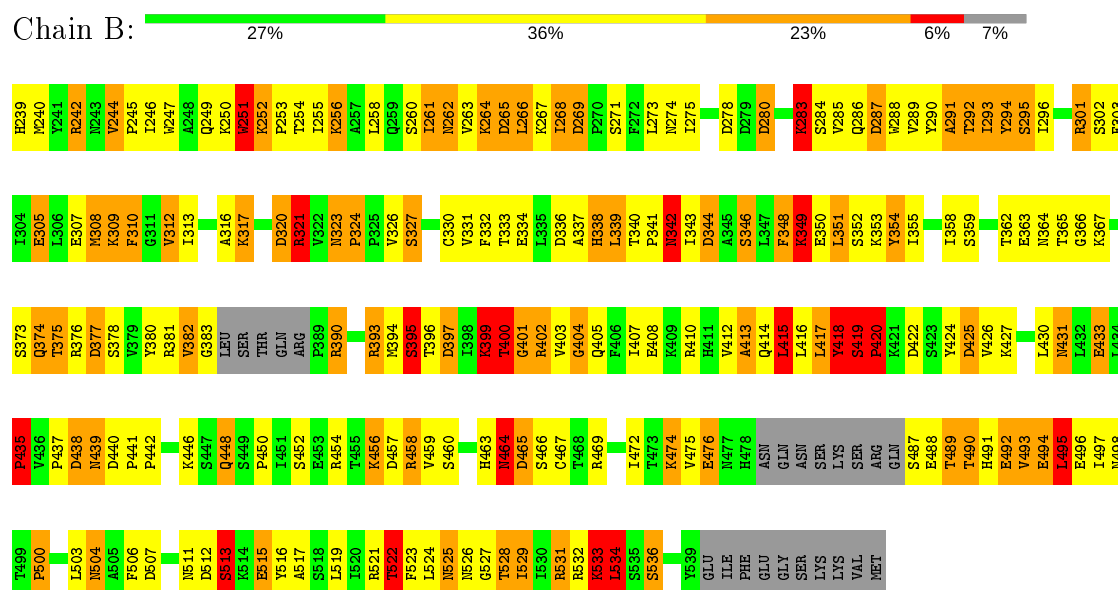 Chain B:
27% 36% 23% 6% 7%
H239 M240 Y241 R242 N243 V244 P245 I246 W247 A248 Q249 K250 W251 K252 P253 T254 I255 K256 A257 L258 Q259 S260 I261 N262 V263 K264 D265 L266 K267 I268 D269 P270 S271 F272 L273 N274 I275 D278 D279 D280 K283 S284 V285 Q286 D287 W288 V289 Y290 A291 T292 I293 Y294 S295 I296 R301 S302 E303
I304 E305 L306 E307 M308 K309 F310 G311 V312 I313 A316 K317 D320 R321 V322 N323 P324 P325 V326 S327 C330 V331 F332 T333 E334 L335 D336 A337 H338 L339 T340 P341 N342 I343 D344 A345 S346 L347 F348 K349 E350 L351 S352 K353 Y354 I355 I358 S359 T362 E363 N364 T365 G366 K367
S373 Q374 T375 R376 D377 S378 V379 Y380 R381 V382 G383 LEU SER THR GLN ARG P389 R390 R393 M394 S395 T396 D397 I398 K399 T400 G401 R402 V403 G404 Q405 F406 I407 E408 K409 R410 H411 V412 A413 Q414 L415 L416 L417 Y418 S419 P420 K421 D422 S423 Y424 D425 V426 K427 L430 N431 L432 E433 L434
P435 V436 P437 D438 N439 D440 P441 P442 K446 S447 Q448 S449 P450 I451 S452 E453 R454 T455 K456 D457 R458 V459 S460 H463 N464 D465 S466 C467 T468 R469 I472 T473 K474 V475 E476 N477 H478 ASN GLN ASN SER LYS SER ARG GLN S487 E488 T489 T490 H491 E492 V493 E494 L495 E496 I497 N498
T499 P500 L503 N504 A505 F506 D507 N511 D512 S513 K514 E515 Y516 A517 S518 L519 I520 R521 T522 F523 L524 N525 N526 G527 T528 I529 I530 R531 R532 K533 L534 S535 S536 Y539 GLU ILE PHE GLU GLY SER LYS LYS VAL MET